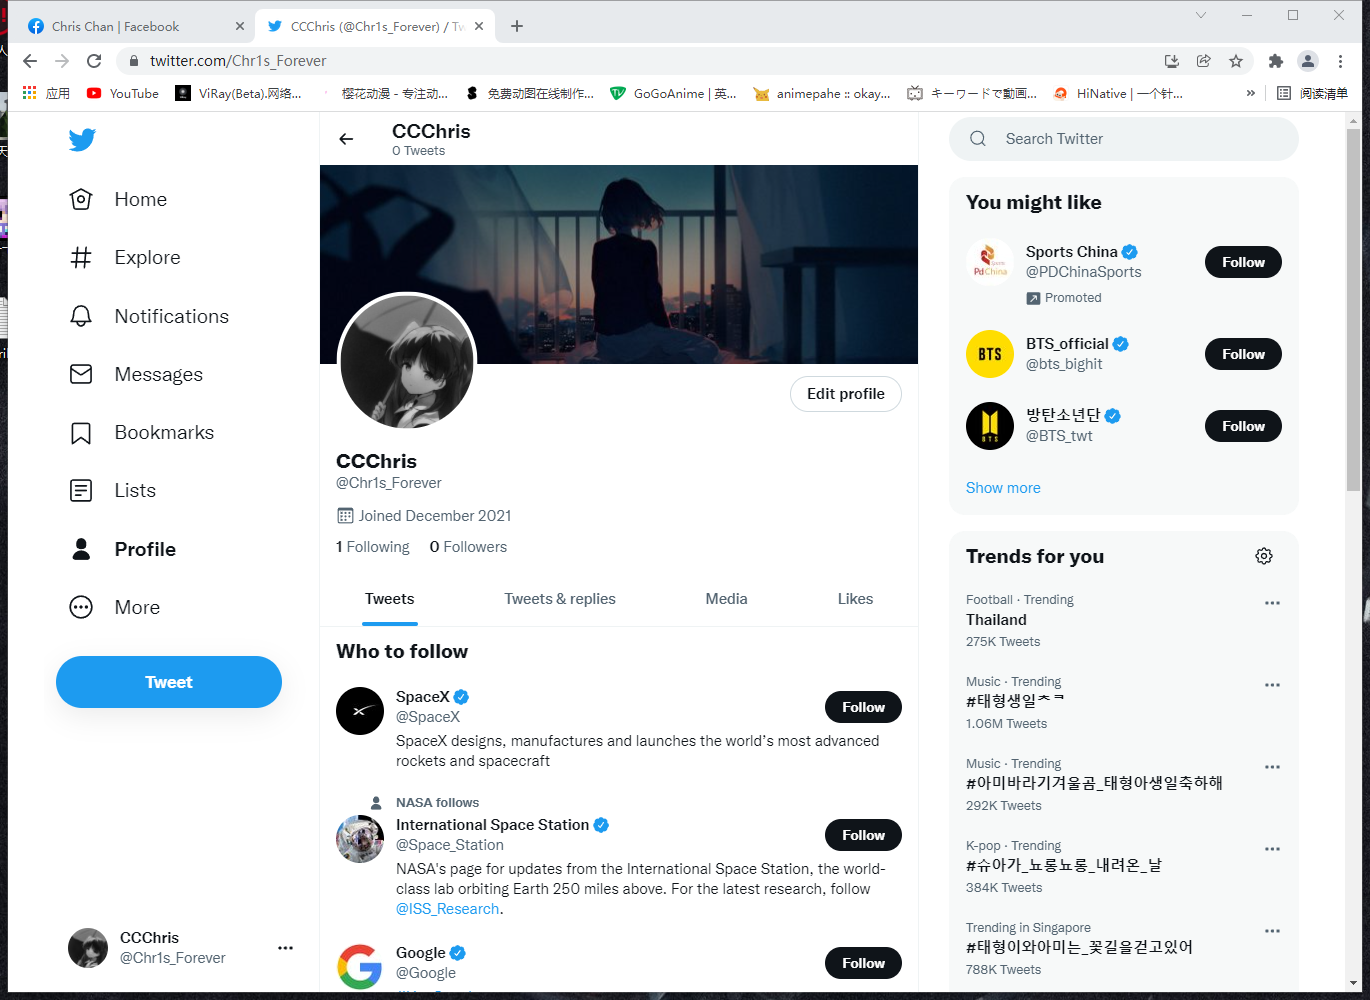 Chris Chan | Facebook
CCChris (@Chr1s_Forever) / Tw
twitter.com/Chr1s_Forever
应用
YouTube
ViRay(Beta).网络...
樱花动漫 - 专注动...
免费动图在线制作...
GoGoAnime | 英...
animepahe :: okay...
キーワードで動画...
HiNative | 一个针...
»
阅读清单
Home
Explore
Notifications
Messages
Bookmarks
Lists
Profile
More
Tweet
CCChris
@Chr1s_Forever
CCChris
0 Tweets
Edit profile
CCChris
@Chr1s_Forever
Joined December 2021
1 Following 0 Followers
Tweets
Tweets & replies
Media
Likes
Who to follow
SpaceX
@SpaceX
Follow
SpaceX designs, manufactures and launches the world's most advanced
rockets and spacecraft
NASA follows
International Space Station
@Space_Station
Follow
NASA's page for updates from the International Space Station, the world-
class lab orbiting Earth 250 miles above. For the latest research, follow
@ISS_Research.
Google
@Google
Follow
Search Twitter
You might like
PdChina
Sports China
@PDChinaSports
Promoted
Follow
BTS
BTS_official
@bts_bighit
Follow
BTS
방탄소년단
@BTS_twt
Follow
Show more
Trends for you
Football · Trending
Thailand
275K Tweets
Music · Trending
#태형생일ᄎᄏ
1.06M Tweets
Music · Trending
#아미바라기겨울곰_태형아생일축하해
292K Tweets
K-pop · Trending
#슈아가_뇨롱뇨롱_내려온_날
384K Tweets
Trending in Singapore
#태형이와아미는_꽃길을걷고있어
788K Tweets